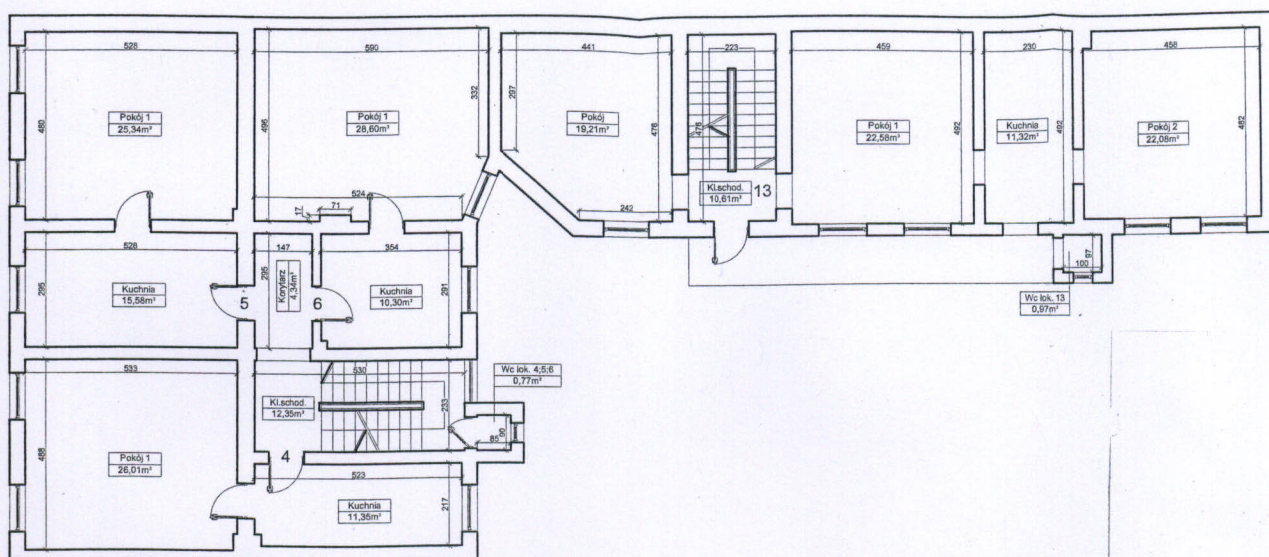 528
590
441
223
459
230
458
Pokój 1
25,34m²
480
Pokój 1
28,60m²
496
332
297
Pokój
19,21m²
476
476
Pokój 1
22,58m²
492
Kuchnia
11,32m²
492
Pokój 2
22,08m²
482
Kl.schod.
10,61m²
13
524
71
17
242
528
147
354
295
Kuchnia
15,58m²
5
295
Korytarz
4,34m²
6
Kuchnia
10,30m²
291
97
100
Wc lok. 13
0,97m²
533
530
Wc lok. 4;5;6
0,77m²
Kl.schod.
12,35m²
233
85
90
488
Pokój 1
26,01m²
4
523
Kuchnia
11,35m²
217